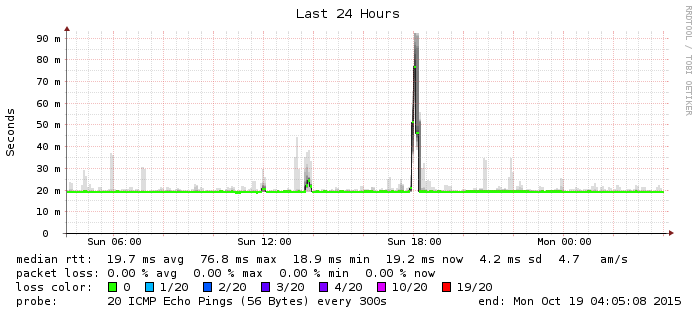 Last 24 Hours
RRDTOOL / TOBI OETIKER
Seconds
90 m
80 m
70 m
60 m
50 m
40 m
30 m
20 m
10 m
0
Sun 06:00 Sun 12:00 Sun 18:00 Mon 00:00
median rtt: 19.7 ms avg 76.8 ms max 18.9 ms min 19.2 ms now 4.2 ms sd 4.7 am/s
packet loss: 0.00 % avg 0.00 % max 0.00 % min 0.00 % now
loss color: 0 1/20 2/20 3/20 4/20 10/20 19/20
probe: 20 ICMP Echo Pings (56 Bytes) every 300s end: Mon Oct 19 04:05:08 2015